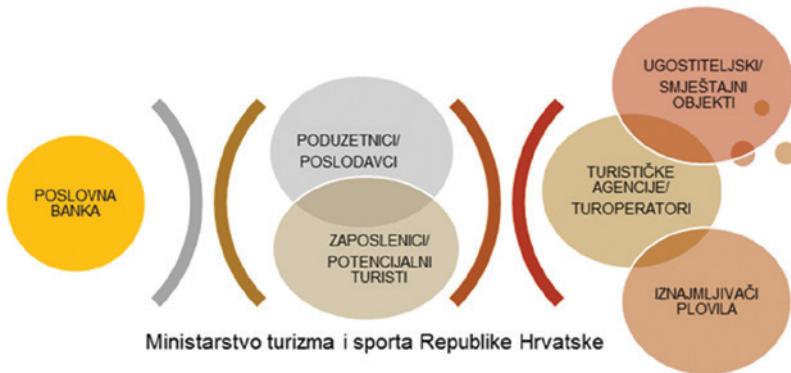 POSLOVNA
BANKA
PODUZETNICI/
POSLODAVCI
ZAPOSLENICI/
POTENCIJALNI
TURISTI
UGOSTITELJSKI/
SMJEŠTAJNI
OBJEKTI
TURISTIČKE
AGENCIJE/
TUROPERATORI
IZNAJMLJIVAČI
PLOVILA
Ministarstvo turizma i sporta Republike Hrvatske